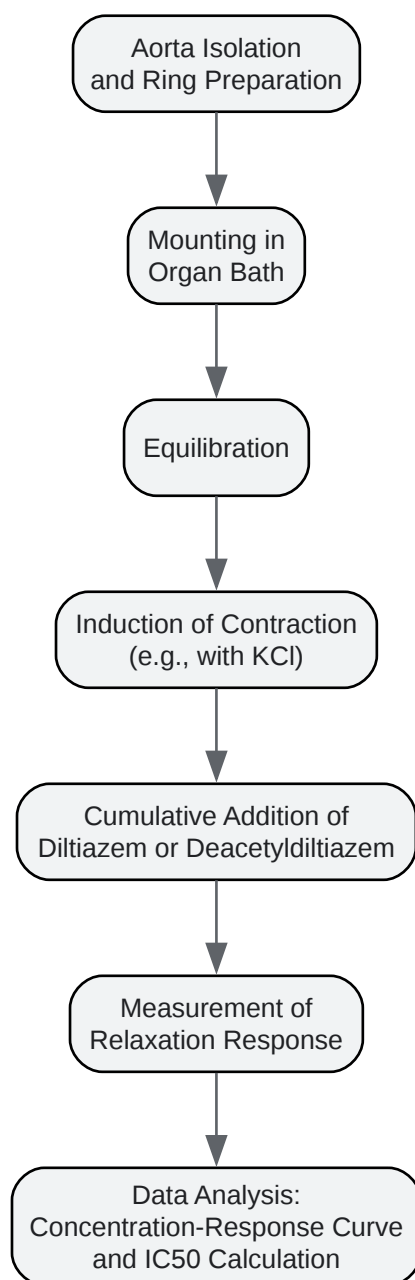 Aorta Isolation
and Ring Preparation
Mounting in
Organ Bath
Equilibration
Induction of Contraction
(e.g., with KCl)
Cumulative Addition of
Diltiazem or Deacetyldiltiazem
Measurement of
Relaxation Response
Data Analysis:
Concentration-Response Curve
and IC50 Calculation